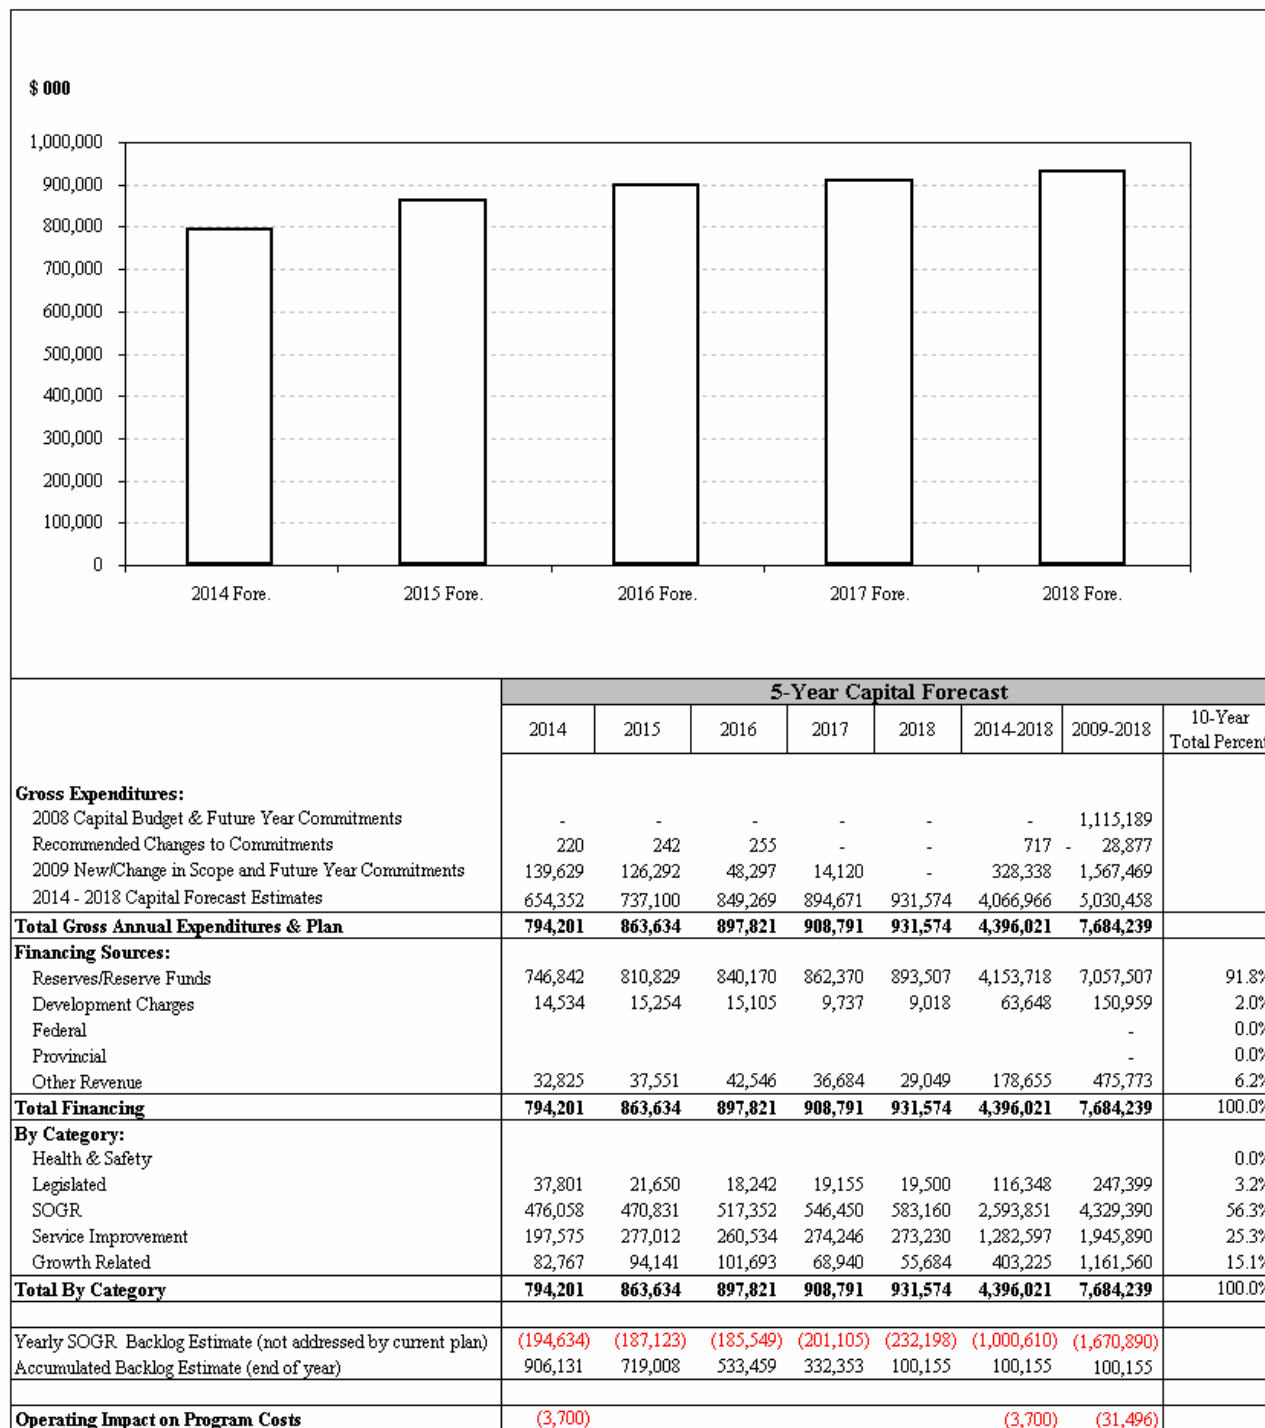 $ 000
1,000,000
900,000
800,000
700,000
600,000
500,000
400,000
300,000
200,000
100,000
0
2014 Fore. 2015 Fore. 2016 Fore. 2017 Fore. 2018 Fore.
5-Year Capital Forecast
2014 2015 2016 2017 2018 2014-2018 2009-2018 10-Year Total Percent
Gross Expenditures:
2008 Capital Budget & Future Year Commitments - - - - - - 1,115,189
Recommended Changes to Commitments 220 242 255 - - 717 - 28,877
2009 New/Change in Scope and Future Year Commitments 139,629 126,292 48,297 14,120 - 328,338 1,567,469
2014 - 2018 Capital Forecast Estimates 654,352 737,100 849,269 894,671 931,574 4,066,966 5,030,458
Total Gross Annual Expenditures & Plan 794,201 863,634 897,821 908,791 931,574 4,396,021 7,684,239
Financing Sources:
Reserves/Reserve Funds 746,842 810,829 840,170 862,370 893,507 4,153,718 7,057,507 91.8%
Development Charges 14,534 15,254 15,105 9,737 9,018 63,648 150,959 2.0%
Federal - 0.0%
Provincial - 0.0%
Other Revenue 32,825 37,551 42,546 36,684 29,049 178,655 475,773 6.2%
Total Financing 794,201 863,634 897,821 908,791 931,574 4,396,021 7,684,239 100.0%
By Category:
Health & Safety 0.0%
Legislated 37,801 21,650 18,242 19,155 19,500 116,348 247,399 3.2%
SOGR 476,058 470,831 517,352 546,450 583,160 2,593,851 4,329,390 56.3%
Service Improvement 197,575 277,012 260,534 274,246 273,230 1,282,597 1,945,890 25.3%
Growth Related 82,767 94,141 101,693 68,940 55,684 403,225 1,161,560 15.1%
Total By Category 794,201 863,634 897,821 908,791 931,574 4,396,021 7,684,239 100.0%
Yearly SOGR Backlog Estimate (not addressed by current plan) (194,634) (187,123) (185,549) (201,105) (232,198) (1,000,610) (1,670,890)
Accumulated Backlog Estimate (end of year) 906,131 719,008 533,459 332,353 100,155 100,155 100,155
Operating Impact on Program Costs (3,700) (3,700) (31,496)